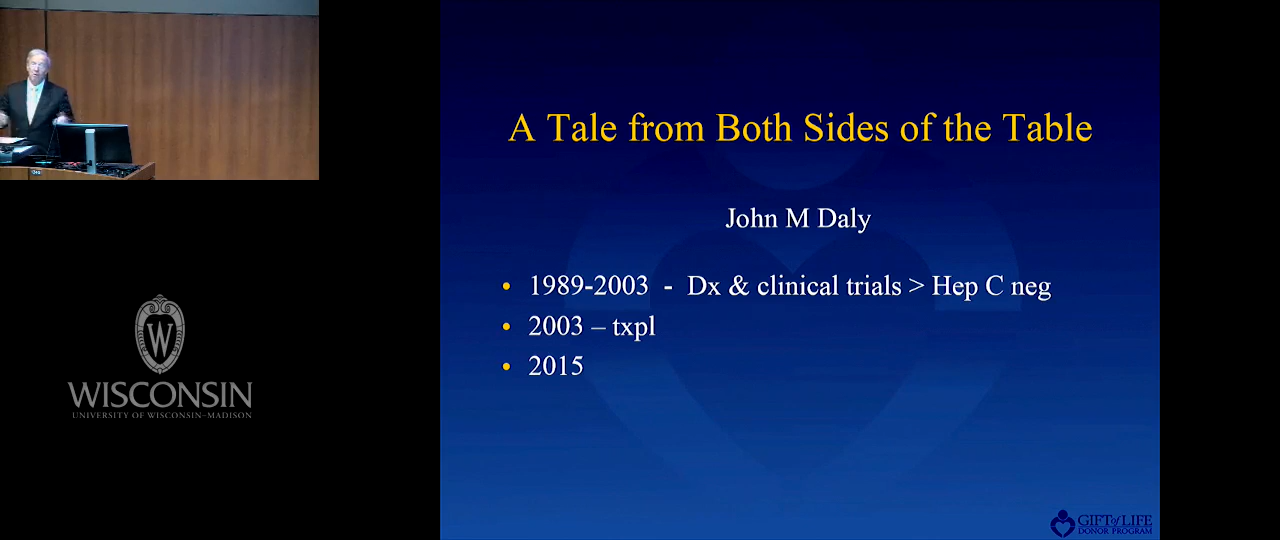 A Tale from Both Sides of the Table
John M Daly
• 1989-2003 - Dx & clinical trials > Hep C neg
• 2003 – txpl
• 2015
W
WISCONSIN
UNIVERSITY OF WISCONSIN–MADISON
GIFT of LIFE
DONOR PROGRAM